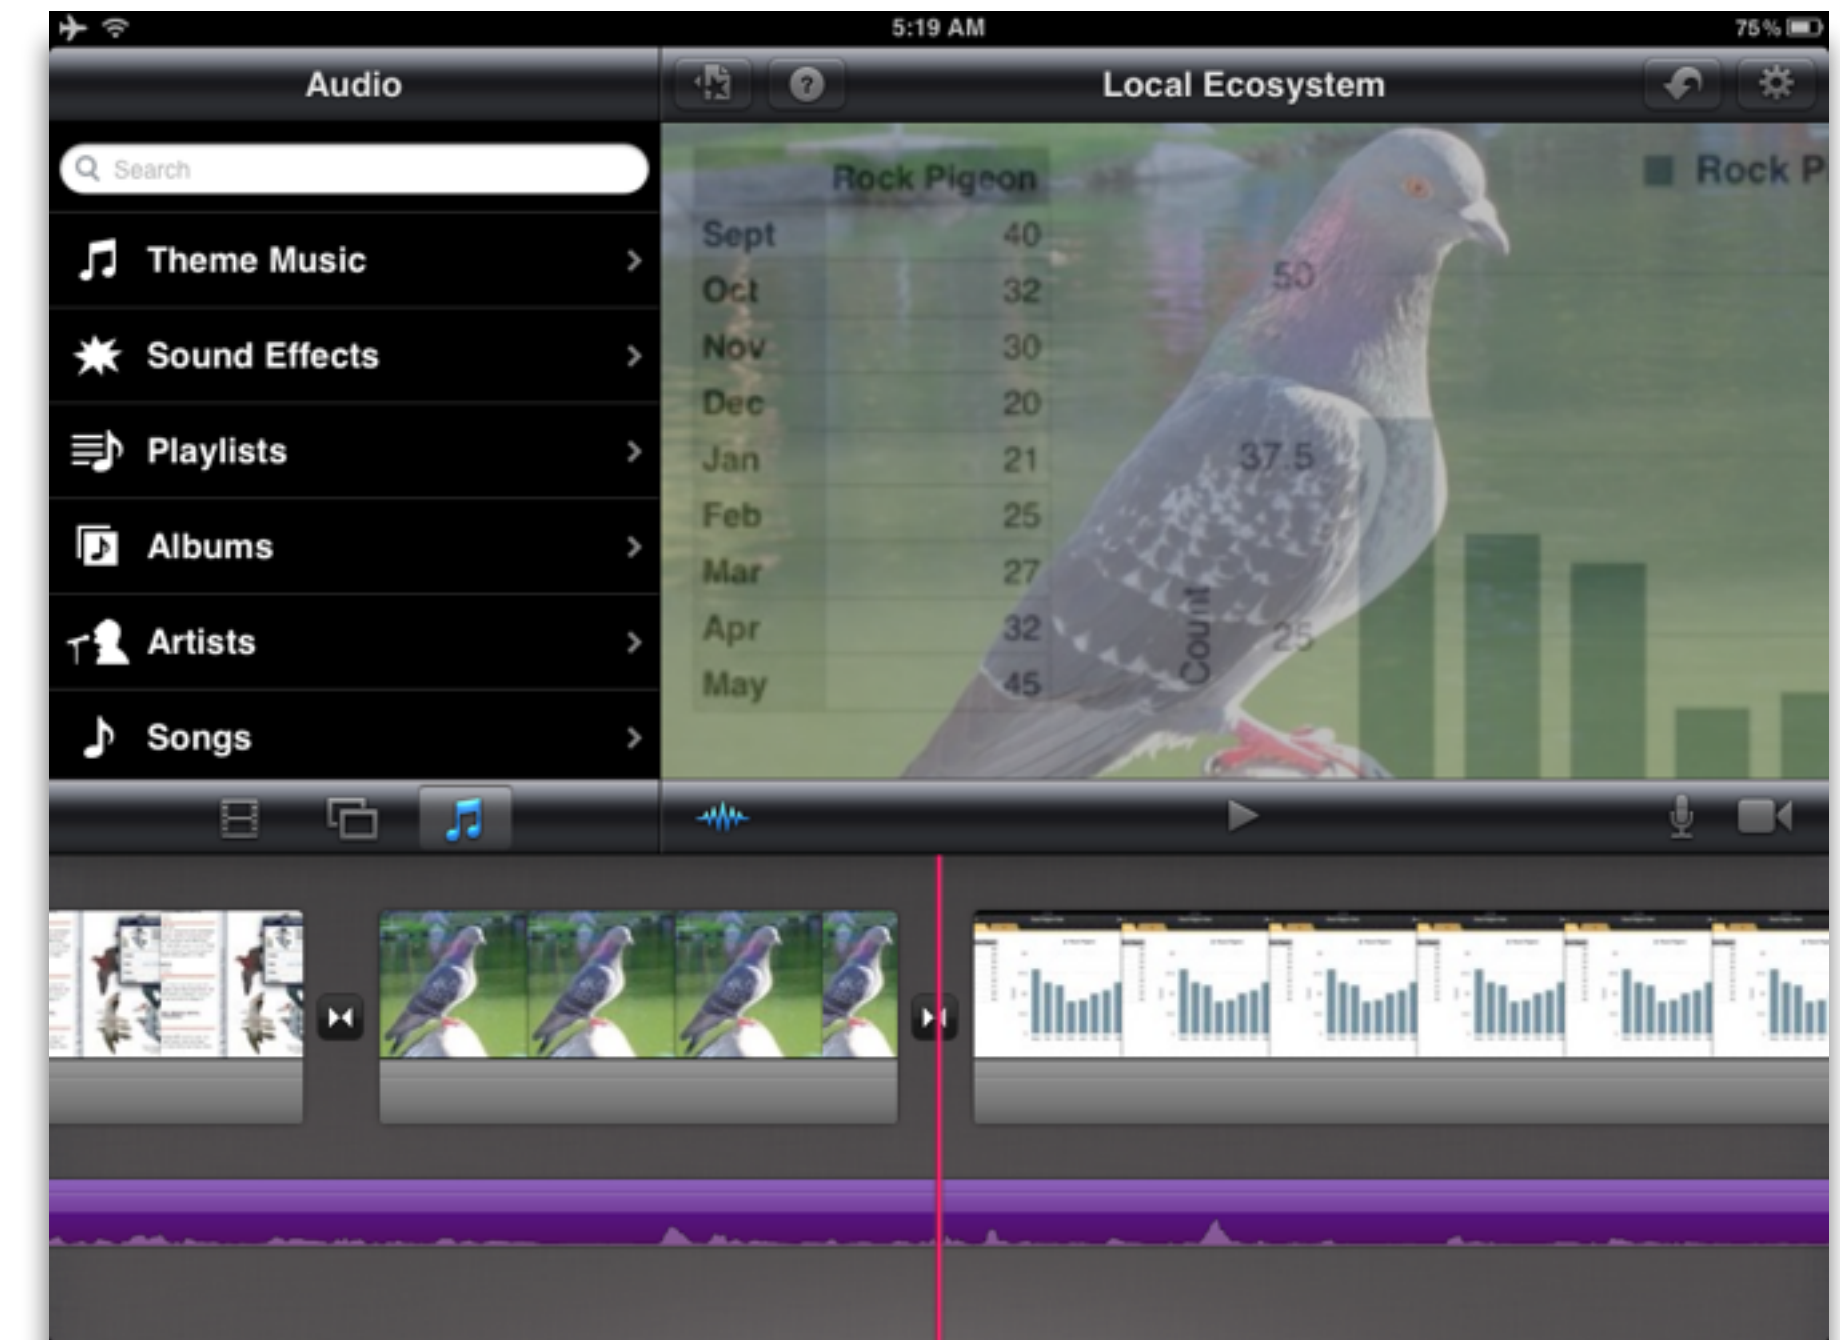 5:19 AM
75%
Audio
Local Ecosystem
Search
Theme Music
Sound Effects
Playlists
Albums
Artists
Songs
Rock Pigeon
Sept 40
Oct 32
Nov 30
Dec 20
Jan 21
Feb 25
Mar 27
Apr 32
May 45
Rock P
50
37.5
25
Count